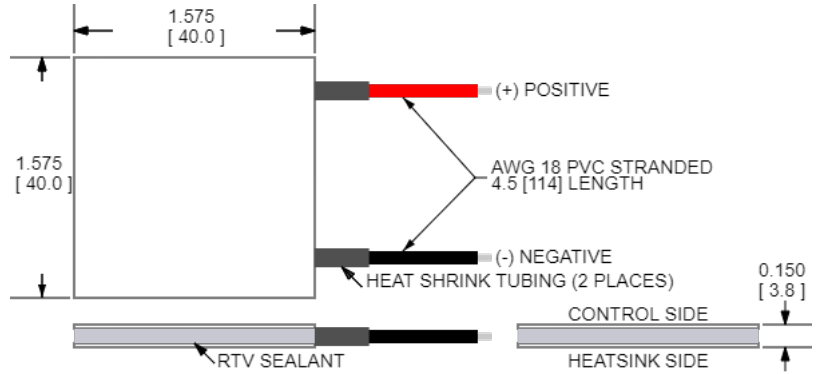 1.575
[ 40.0 ]
(+) POSITIVE
1.575
[ 40.0 ]
AWG 18 PVC STRANDED
4.5 [114] LENGTH
(-) NEGATIVE
HEAT SHRINK TUBING (2 PLACES)
0.150
[ 3.8 ]
CONTROL SIDE
RTV SEALANT
HEATSINK SIDE